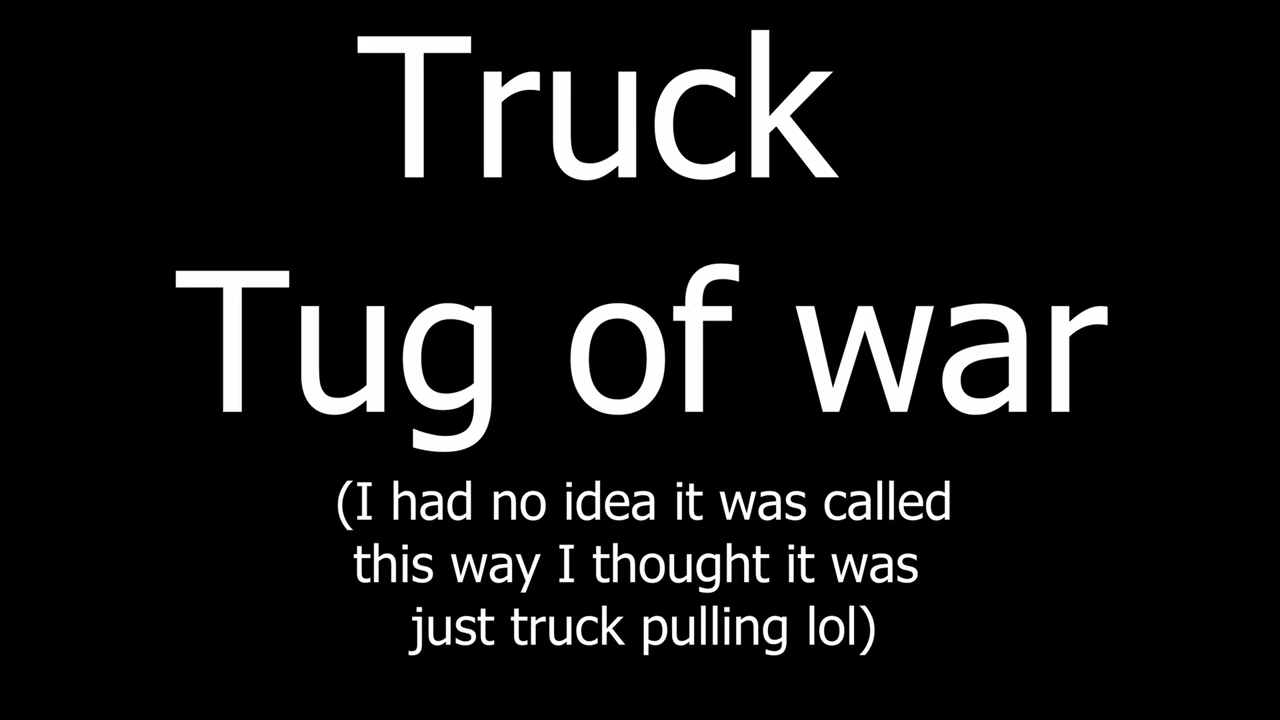 Truck
Tug of war
(I had no idea it was called
this way I thought it was
just truck pulling lol)